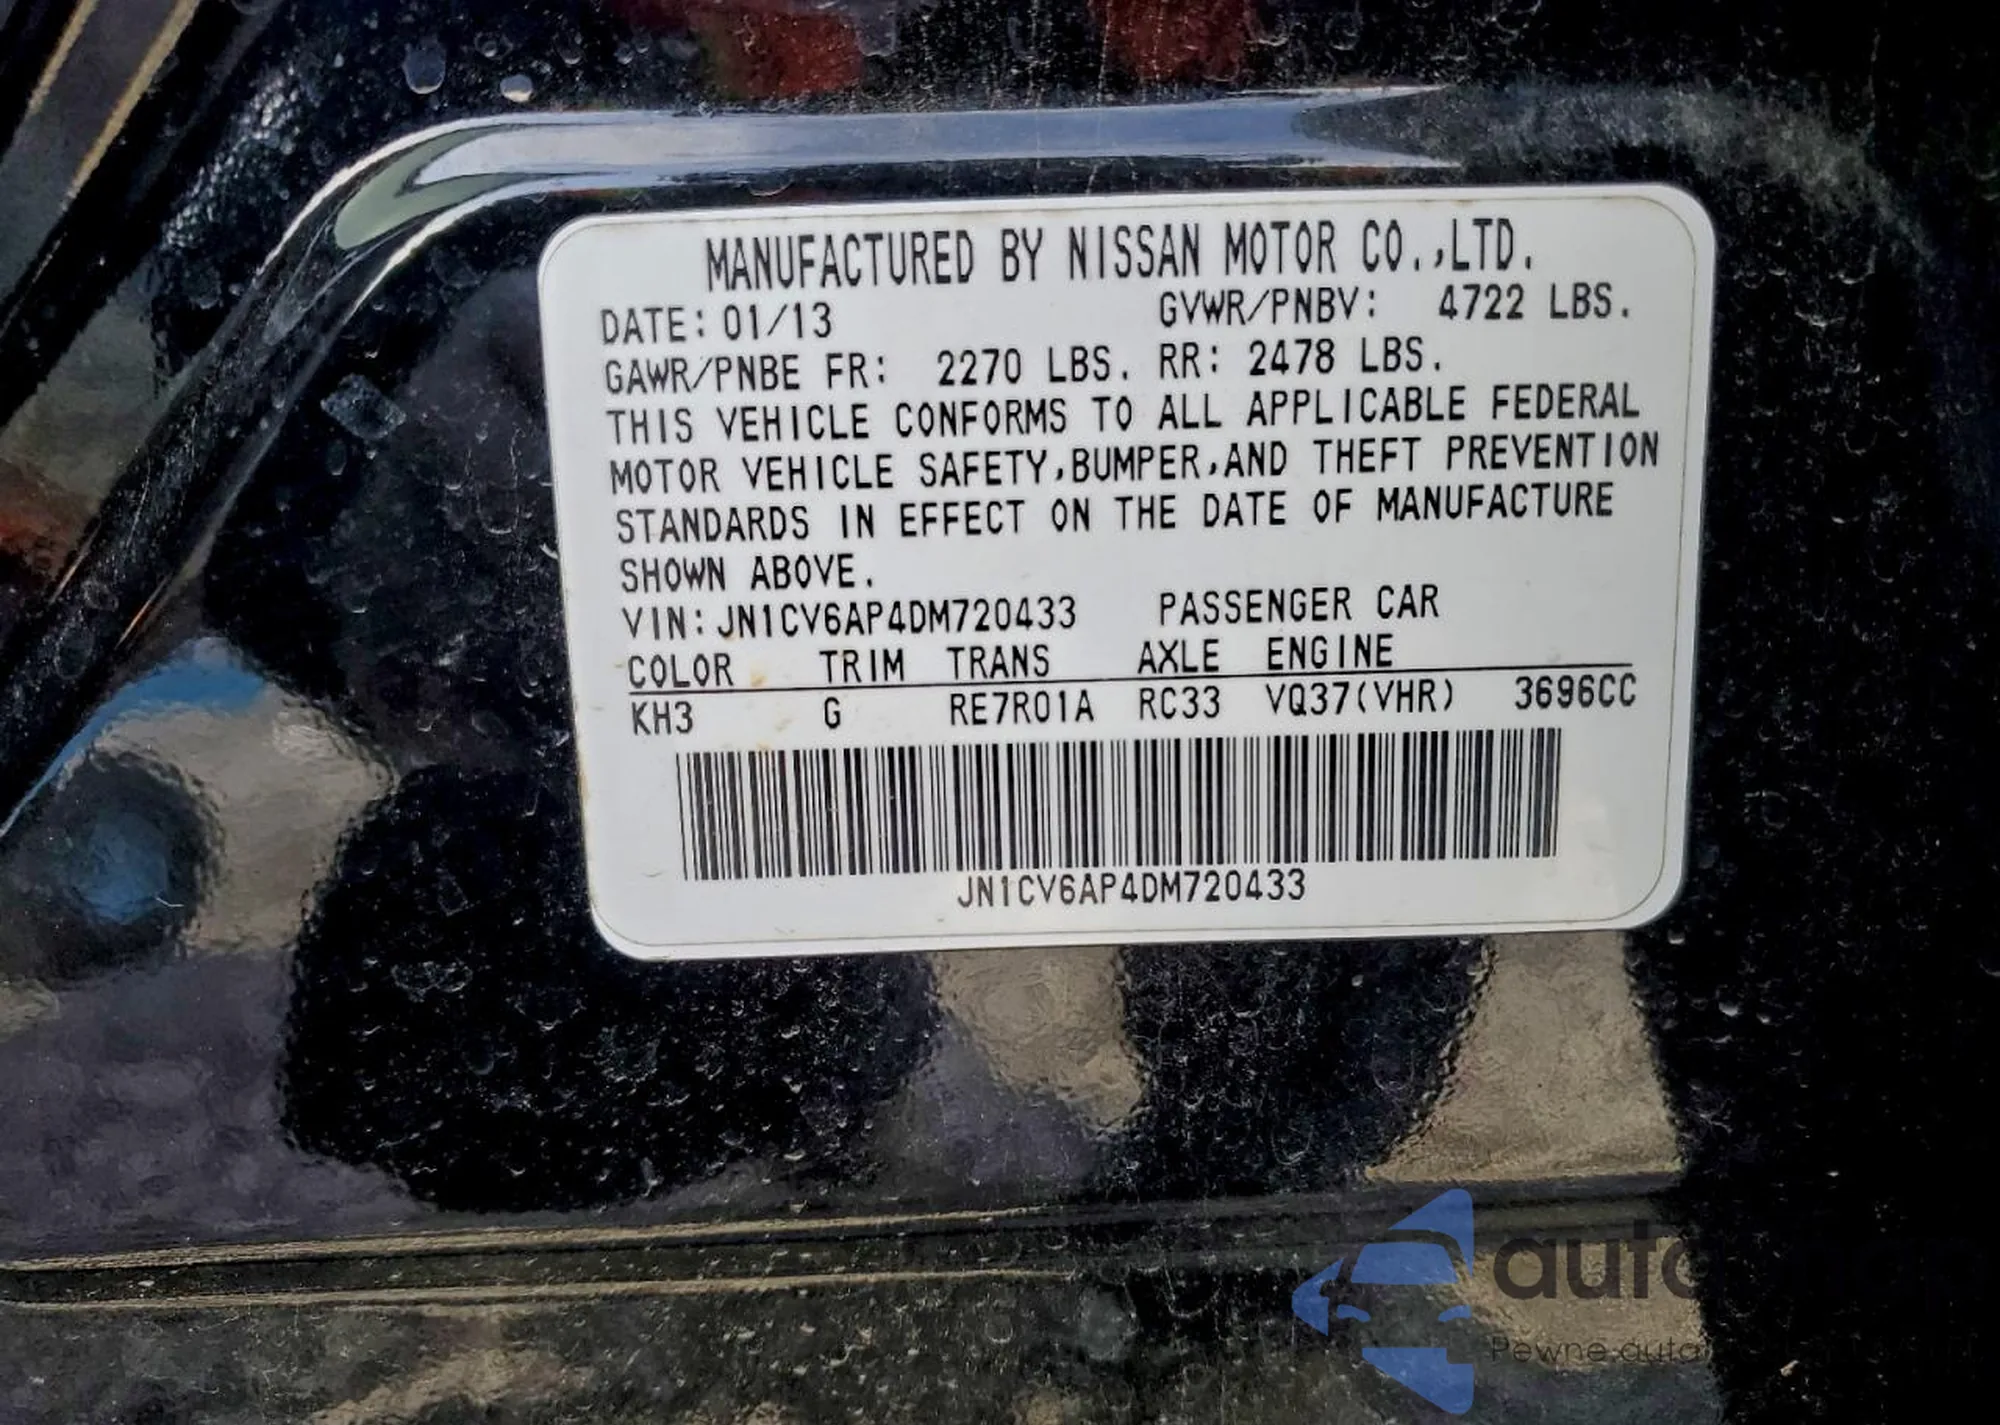 MANUFACTURED BY NISSAN MOTOR CO.,LTD.
DATE: 01/13 GVWR/PNBV: 4722 LBS.
GAWR/PNBE FR: 2270 LBS. RR: 2478 LBS.
THIS VEHICLE CONFORMS TO ALL APPLICABLE FEDERAL
MOTOR VEHICLE SAFETY,BUMPER,AND THEFT PREVENTION
STANDARDS IN EFFECT ON THE DATE OF MANUFACTURE
SHOWN ABOVE.
VIN: JN1CV6AP4DM720433 PASSENGER CAR
COLOR TRIM TRANS AXLE ENGINE
KH3 G RE7R01A RC33 VQ37(VHR) 3696CC
JN1CV6AP4DM720433
Pewne auta